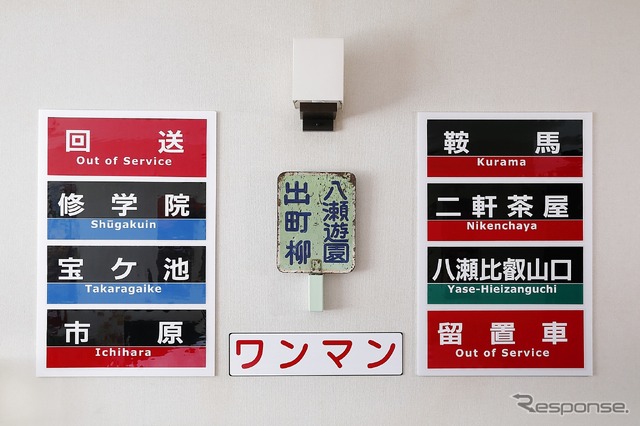 回送
Out of Service
修学院
Shūgakuin
宝ケ池
Takaragaike
市原
Ichihara
八瀬遊園
出町柳
ワンマン
鞍馬
Kurama
二軒茶屋
Nikenchaya
八瀬比叡山口
Yase-Hieizanguchi
留置車
Out of Service
Response.